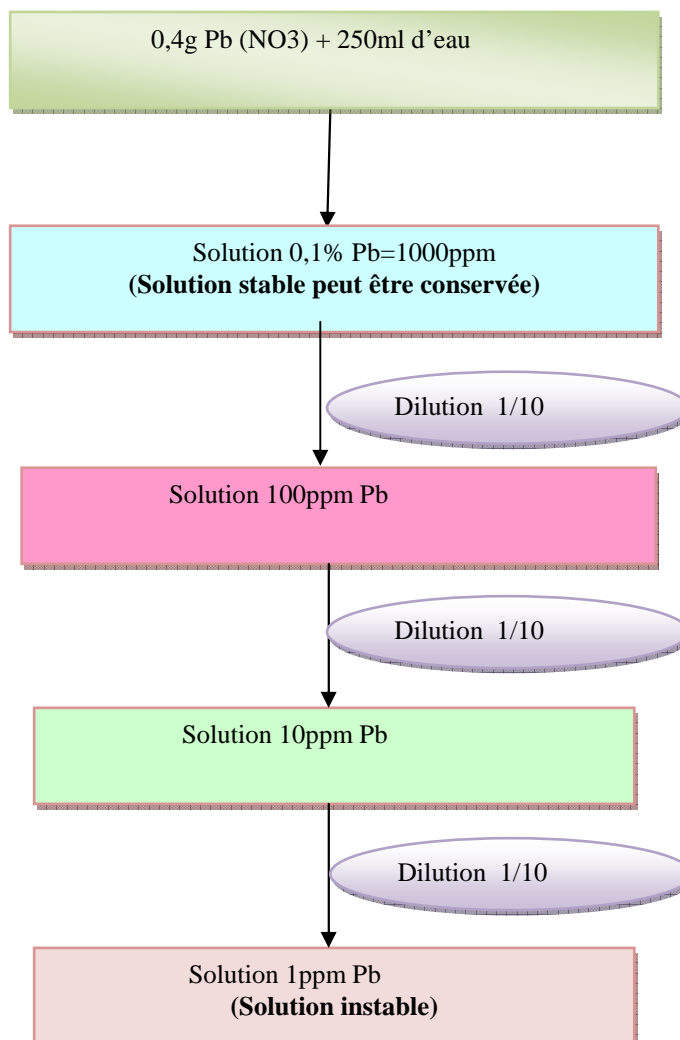 0,4g Pb (NO3) + 250ml d’eau
Solution 0,1% Pb=1000ppm
(Solution stable peut être conservée)
Dilution 1/10
Solution 100ppm Pb
Dilution 1/10
Solution 10ppm Pb
Dilution 1/10
Solution 1ppm Pb
(Solution instable)